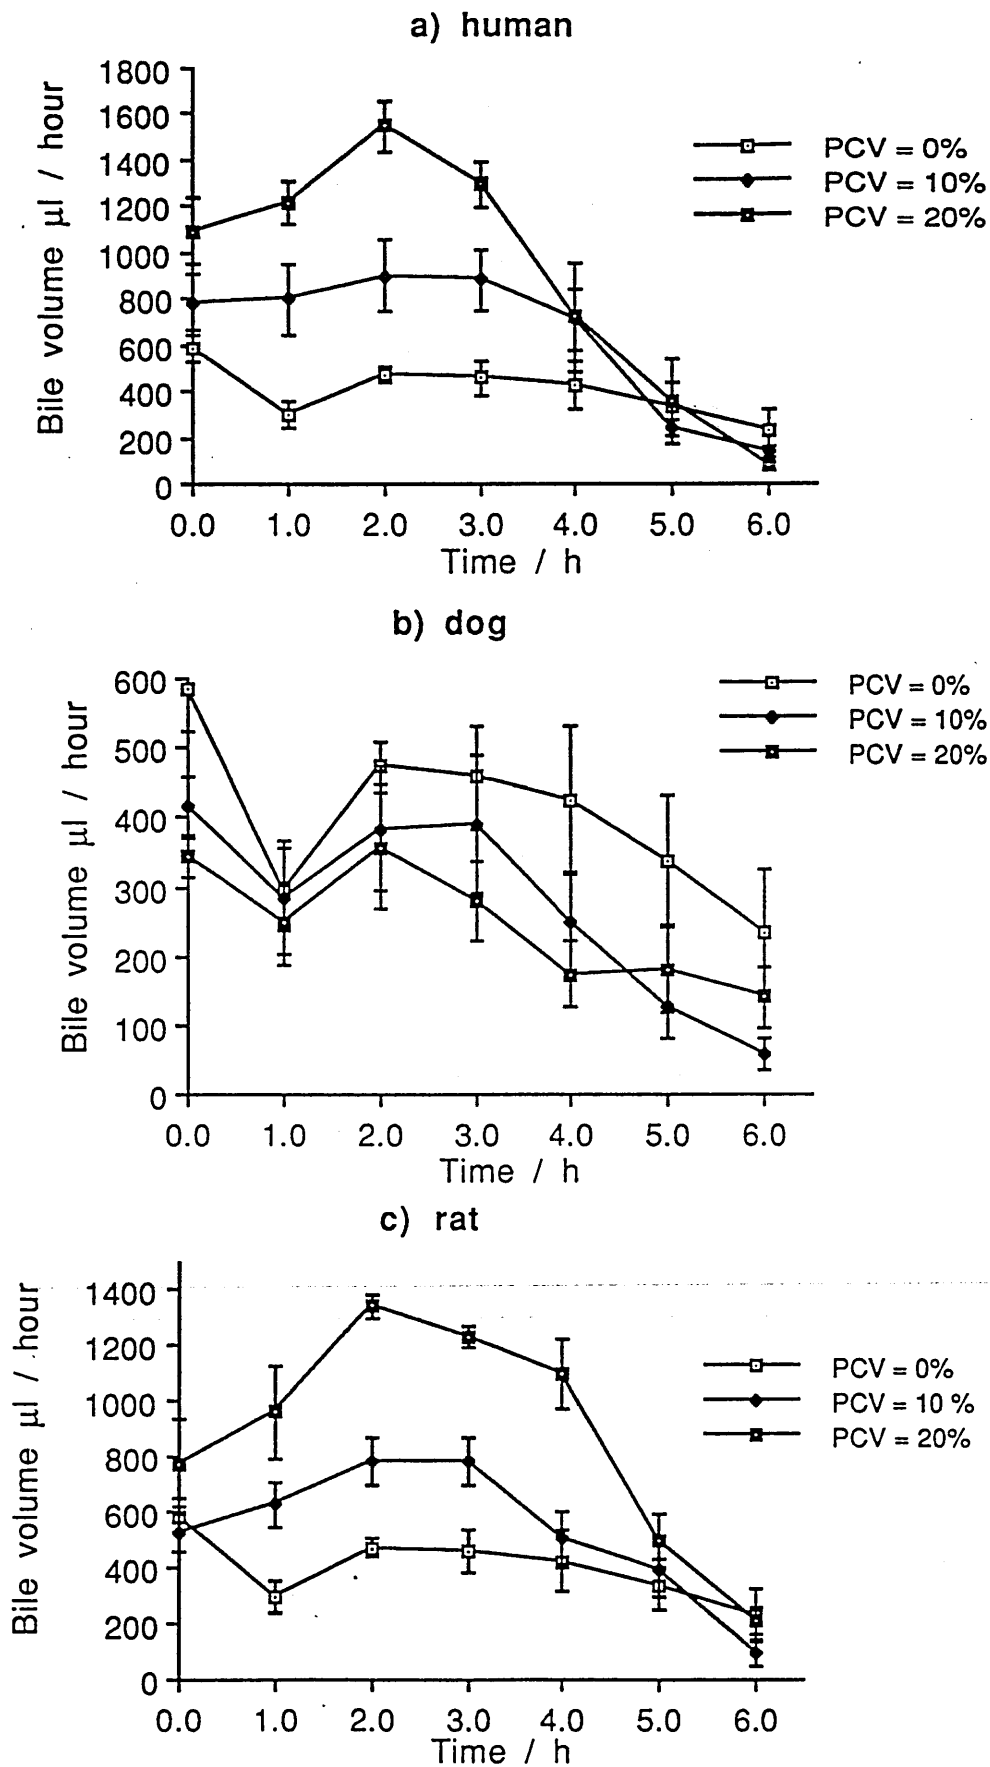 a) human
Bile volume µl / hour
1800
1600
1400
1200
1000
800
600
400
200
0
0.0 1.0 2.0 3.0 4.0 5.0 6.0
Time / h
PCV = 0%
PCV = 10%
PCV = 20%
b) dog
Bile volume µl / hour
600
500
400
300
200
100
0
0.0 1.0 2.0 3.0 4.0 5.0 6.0
Time / h
PCV = 0%
PCV = 10%
PCV = 20%
c) rat
Bile volume µl / hour
1400
1200
1000
800
600
400
200
0
0.0 1.0 2.0 3.0 4.0 5.0 6.0
Time / h
PCV = 0%
PCV = 10 %
PCV = 20%